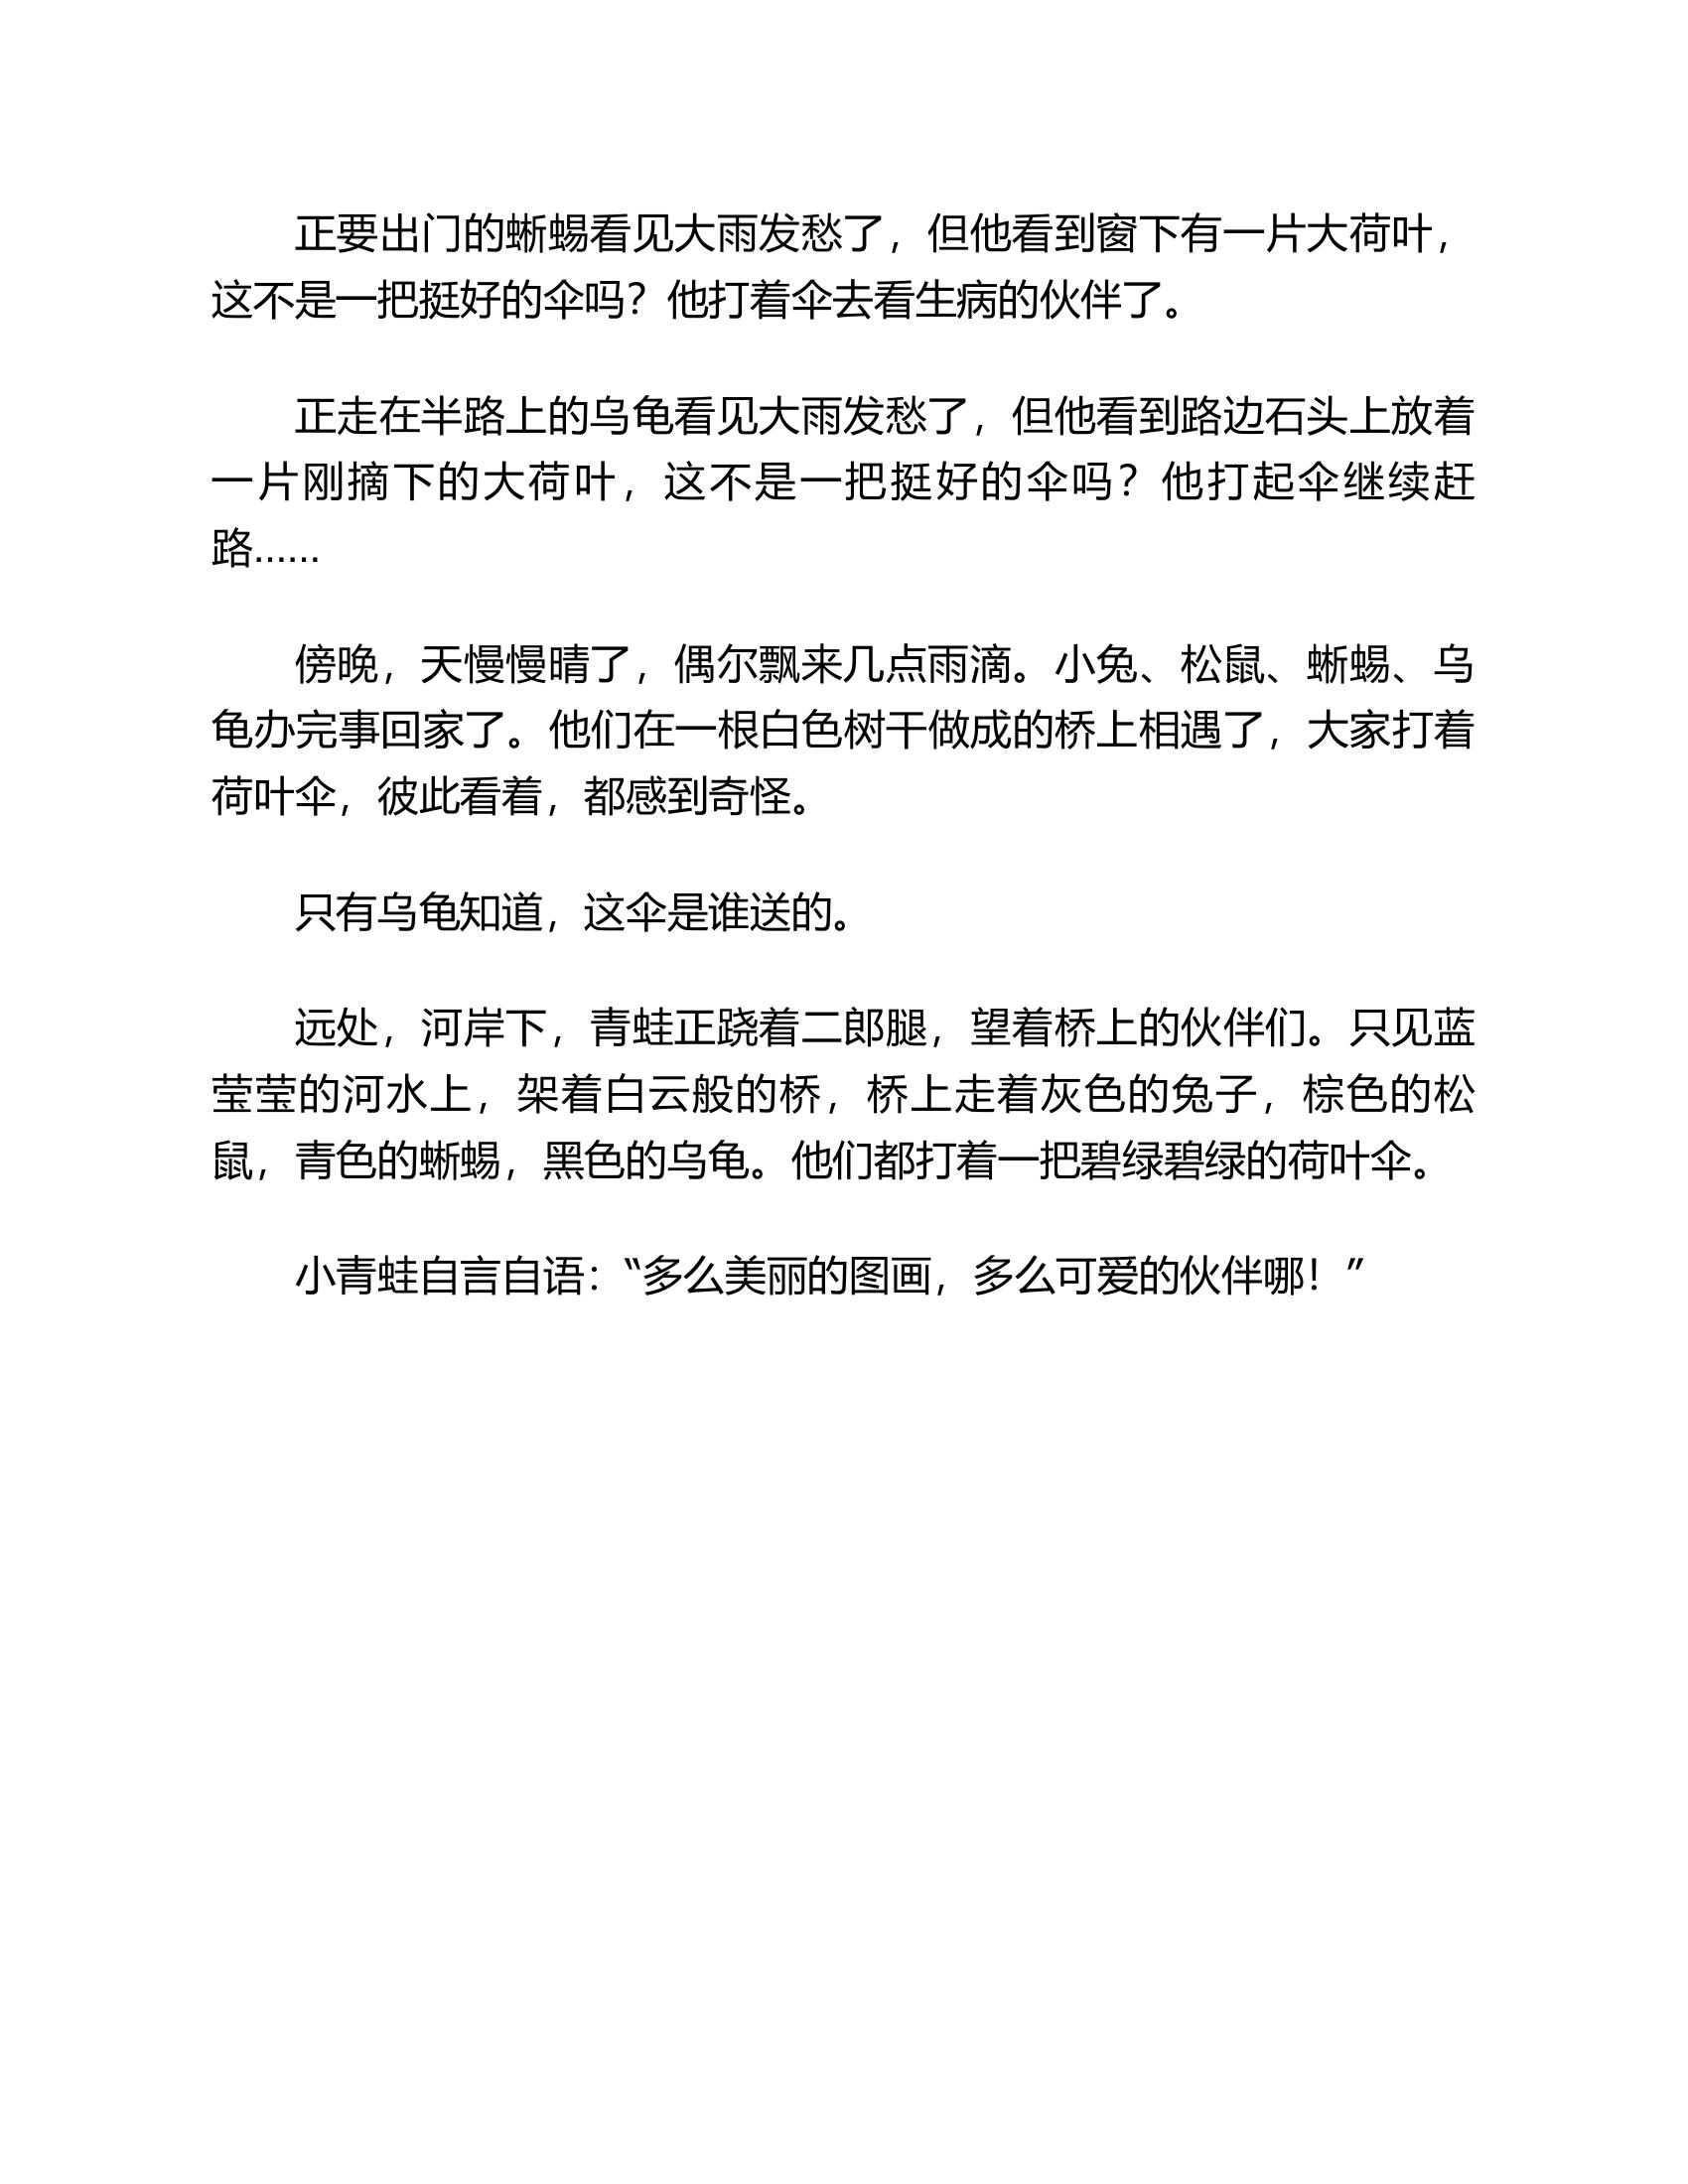 正要出门的蜥蜴看见大雨发愁了，但他看到窗下有一片大荷叶，
这不是一把挺好的伞吗？他打着伞去看生病的伙伴了。
正走在半路上的乌龟看见大雨发愁了，但他看到路边石头上放着
一片刚摘下的大荷叶，这不是一把挺好的伞吗？他打起伞继续赶
路……
傍晚，天慢慢晴了，偶尔飘来几点雨滴。小兔、松鼠、蜥蜴、乌
龟办完事回家了。他们在一根白色树干做成的桥上相遇了，大家打着
荷叶伞，彼此看着，都感到奇怪。
只有乌龟知道，这伞是谁送的。
远处，河岸下，青蛙正跷着二郎腿，望着桥上的伙伴们。只见蓝
莹莹的河水上，架着白云般的桥，桥上走着灰色的兔子，棕色的松
鼠，青色的蜥蜴，黑色的乌龟。他们都打着一把碧绿碧绿的荷叶伞。
小青蛙自言自语：“多么美丽的图画，多么可爱的伙伴哪！”